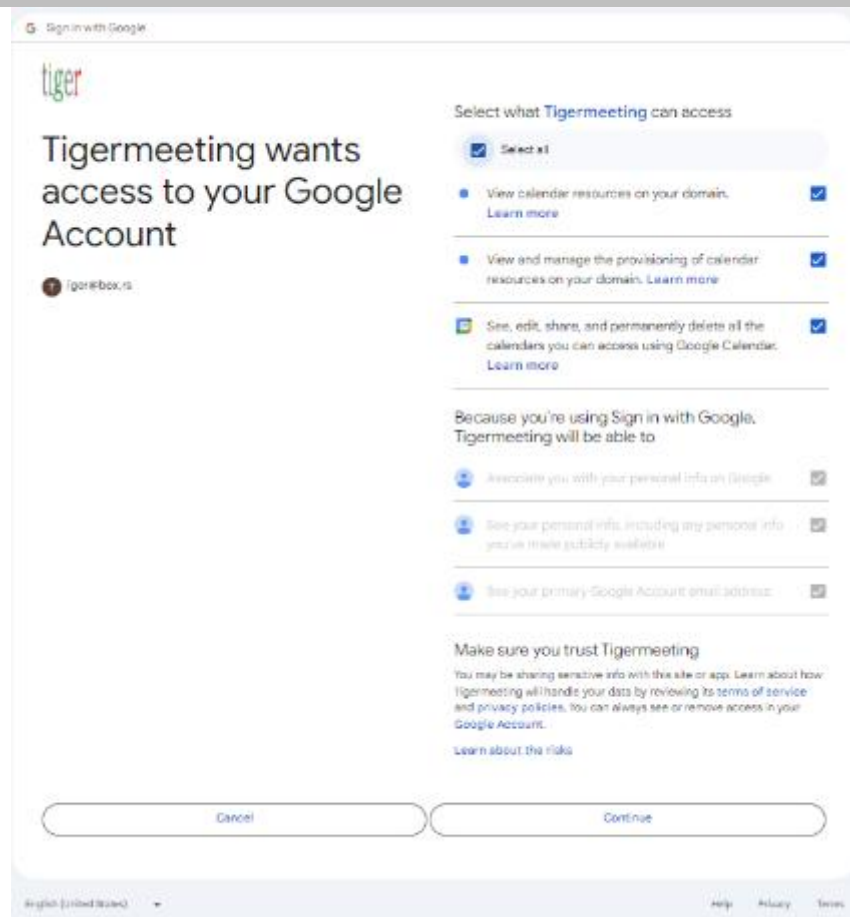 Sign in with Google
tiger
Tigermeeting wants
access to your Google
Account
Select what Tigermeeting can access
Select all
View calendar resources on your domain.
Learn more
View and manage the provisioning of calendar
resources on your domain. Learn more
See, edit, share, and permanently delete all the
calendars you can access using Google Calendar.
Learn more
Because you're using Sign in with Google,
Tigermeeting will be able to
Associate you with your personal info on Google
See your personal info, including any personal info
you've made publicly available
See your primary Google Account email address
Make sure you trust Tigermeeting
You may be sharing sensitive info with this site or app. Learn about how
Tigermeeting will handle your data by reviewing its terms of service
and privacy policies. You can always see or remove access in your
Google Account.
Learn about the risks
Cancel
Continue
English (United States)
Help Privacy Terms